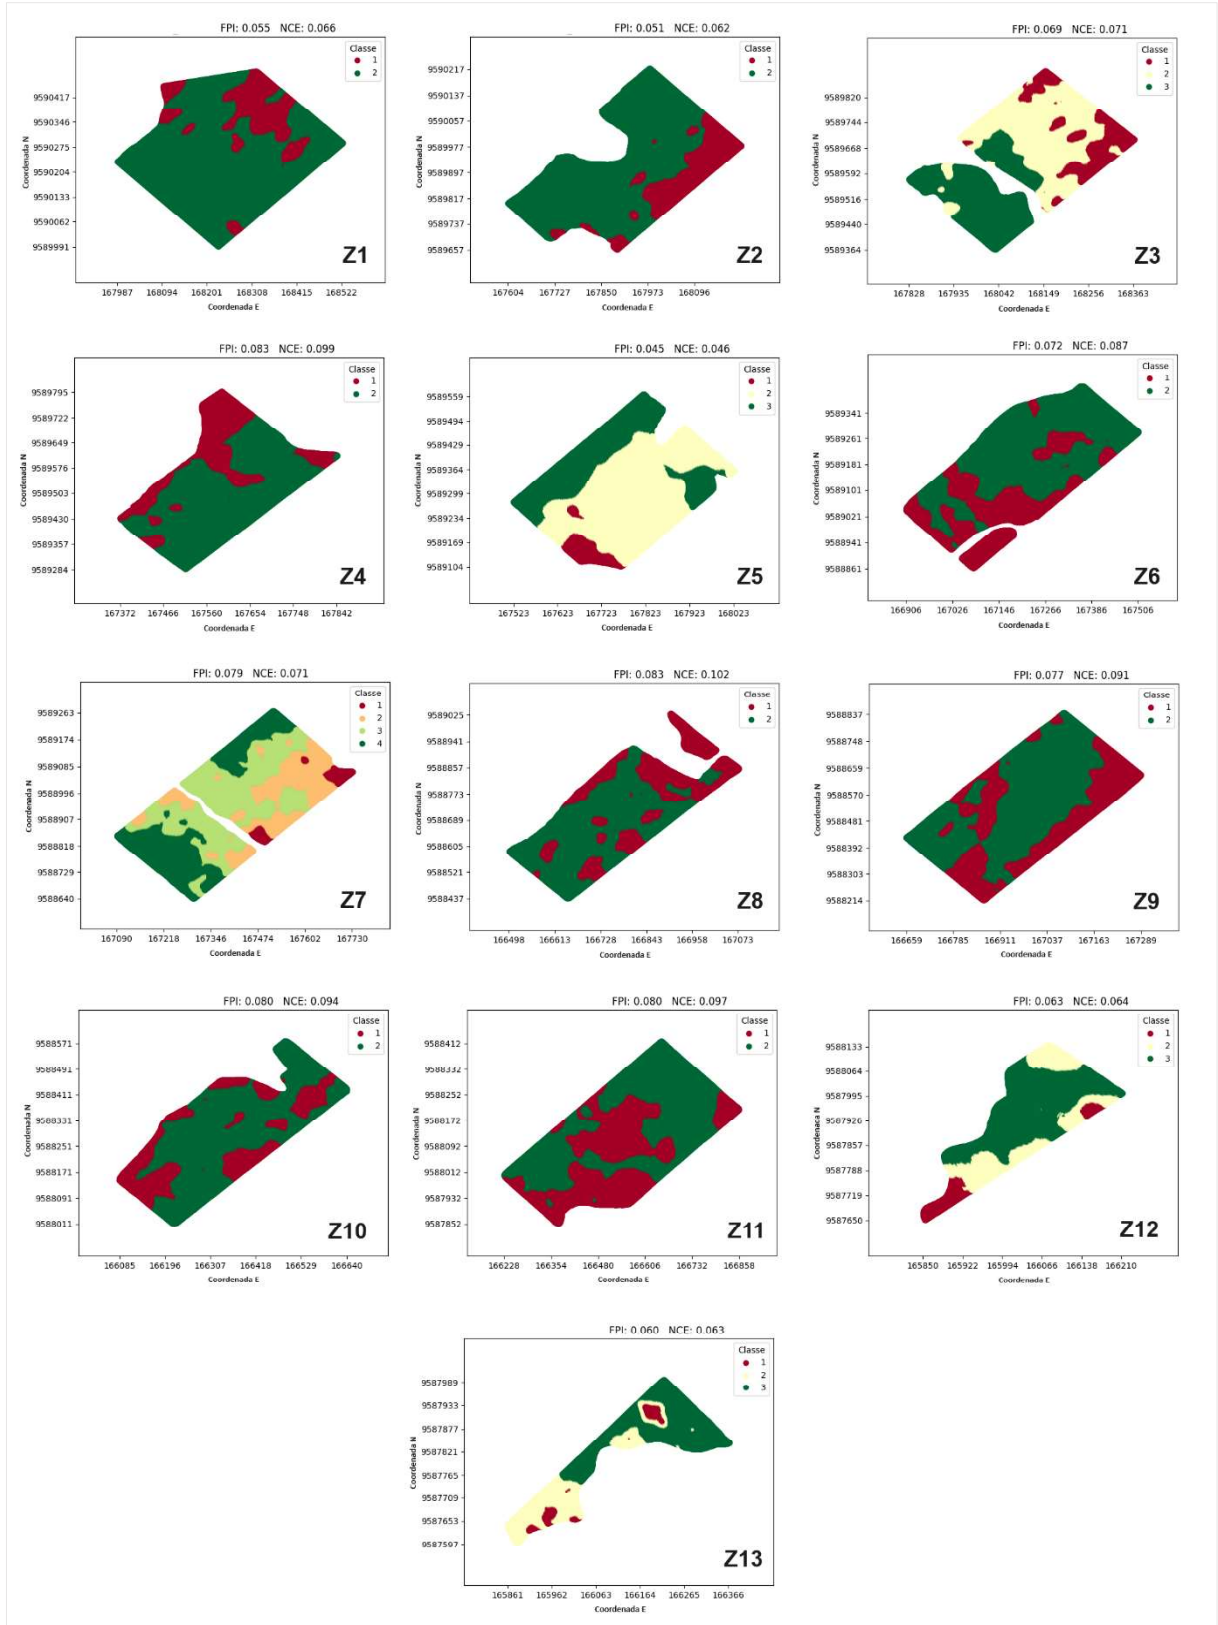 FPI: 0.055 NCE: 0.066
Classe
1
2
9590417
9590346
9590275
9590204
9590133
9590062
9589991
Coordenada N
Z1
167987 168094 168201 168308 168415 168522
Coordenada E
FPI: 0.051 NCE: 0.062
Classe
1
2
9590217
9590137
9590057
9589977
9589897
9589817
9589737
9589657
Coordenada N
Z2
167604 167727 167850 167973 168096
Coordenada E
FPI: 0.069 NCE: 0.071
Classe
1
2
3
9589820
9589744
9589668
9589592
9589516
9589440
9589364
Coordenada N
Z3
167828 167935 168042 168149 168256 168363
Coordenada E
FPI: 0.083 NCE: 0.099
Classe
1
2
9589795
9589722
9589649
9589576
9589503
9589430
9589357
9589284
Coordenada N
Z4
167372 167466 167560 167654 167748 167842
Coordenada E
FPI: 0.045 NCE: 0.046
Classe
1
2
3
9589559
9589494
9589429
9589364
9589299
9589234
9589169
9589104
Coordenada N
Z5
167523 167623 167723 167823 167923 168023
Coordenada E
FPI: 0.072 NCE: 0.087
Classe
1
2
9589341
9589261
9589181
9589101
9589021
9588941
9588861
Coordenada N
Z6
166906 167026 167146 167266 167386 167506
Coordenada E
FPI: 0.079 NCE: 0.071
Classe
1
2
3
4
9589263
9589174
9589085
9588996
9588907
9588818
9588729
9588640
Coordenada N
Z7
167090 167218 167346 167474 167602 167730
Coordenada E
FPI: 0.083 NCE: 0.102
Classe
1
2
9589025
9588941
9588857
9588773
9588689
9588605
9588521
9588437
Coordenada N
Z8
166498 166613 166728 166843 166958 167073
Coordenada E
FPI: 0.077 NCE: 0.091
Classe
1
2
9588837
9588748
9588659
9588570
9588481
9588392
9588303
9588214
Coordenada N
Z9
166659 166785 166911 167037 167163 167289
Coordenada E
FPI: 0.080 NCE: 0.094
Classe
1
2
9588571
9588491
9588411
9588331
9588251
9588171
9588091
9588011
Coordenada N
Z10
166085 166196 166307 166418 166529 166640
Coordenada E
FPI: 0.080 NCE: 0.097
Classe
1
2
9588412
9588332
9588252
9588172
9588092
9588012
9587932
9587852
Coordenada N
Z11
166228 166354 166480 166606 166732 166858
Coordenada E
FPI: 0.063 NCE: 0.064
Classe
1
2
3
9588133
9588064
9587995
9587926
9587857
9587788
9587719
9587650
Coordenaca N
Z12
165850 165922 165994 166066 166138 166210
Coordenada E
FPI: 0.060 NCE: 0.063
Classe
1
2
3
9587989
9587933
9587877
9587821
9587765
9587709
9587653
9587597
Coordenada N
Z13
165861 165962 166063 166164 166265 166366
Coordenada E